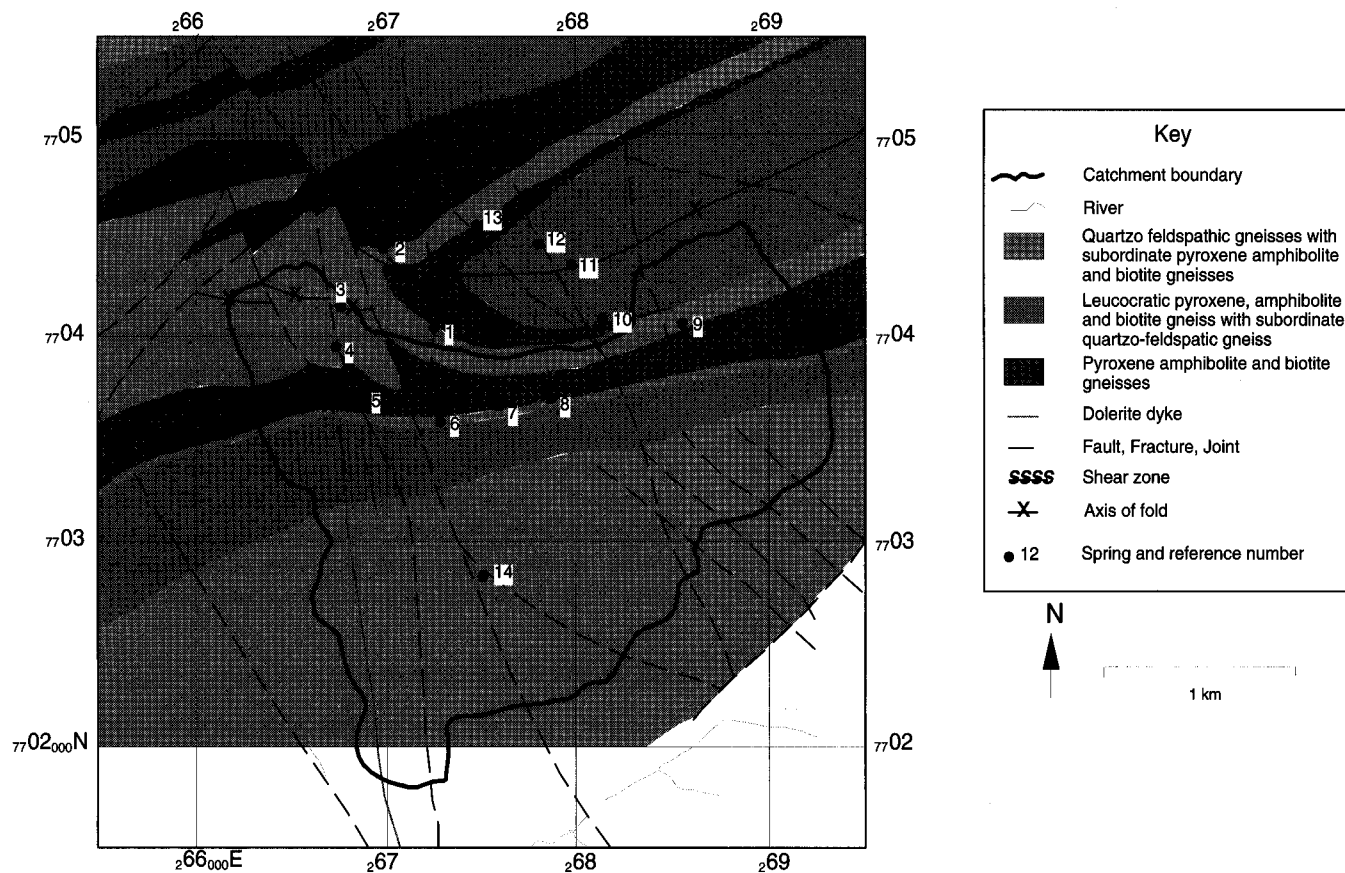 266 267 268 269
7705 7705
Key
Catchment boundary
River
Quartzo feldspathic gneisses with
subordinate pyroxene amphibolite
and biotite gneisses
Leucocratic pyroxene, amphibolite
and biotite gneiss with subordinate
quartzo-feldspatic gneiss
Pyroxene amphibolite and biotite
gneisses
Dolerite dyke
Fault, Fracture, Joint
SSSS Shear zone
X Axis of fold
12 Spring and reference number
13
2 12
11
3
7704 1 10 9 7704
4
5 6 7 8
7703 7703
14
N
1 km
7702000N 7702
266000E 267 268 269